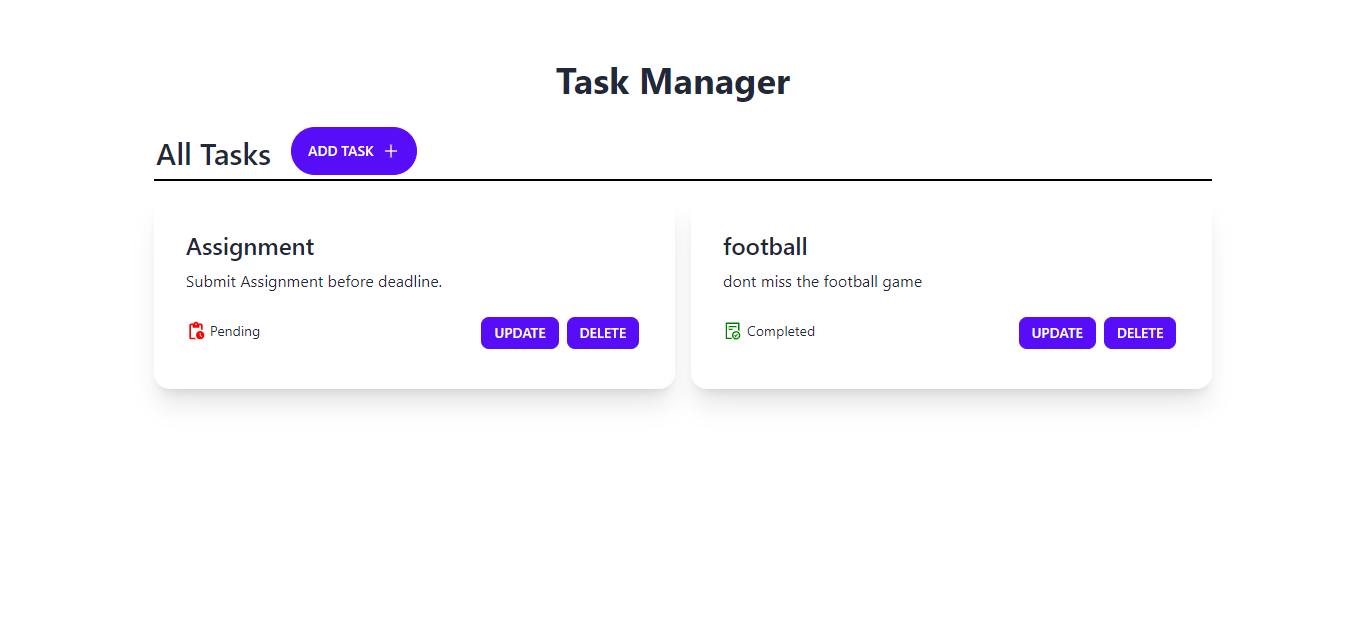 Task Manager
All Tasks
ADD TASK +
Assignment
Submit Assignment before deadline.
Pending
UPDATE
DELETE
football
dont miss the football game
Completed
UPDATE
DELETE